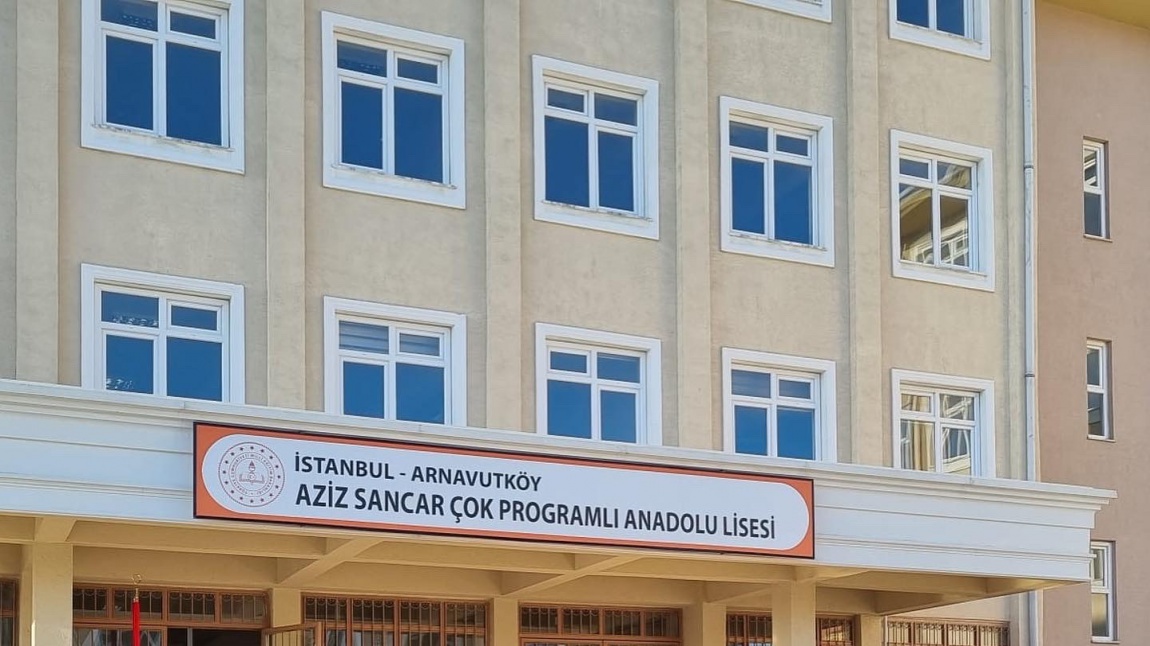 İSTANBUL - ARNAVUTKÖY
AZİZ SANCAR ÇOK PROGRAMLI ANADOLU LİSESİ